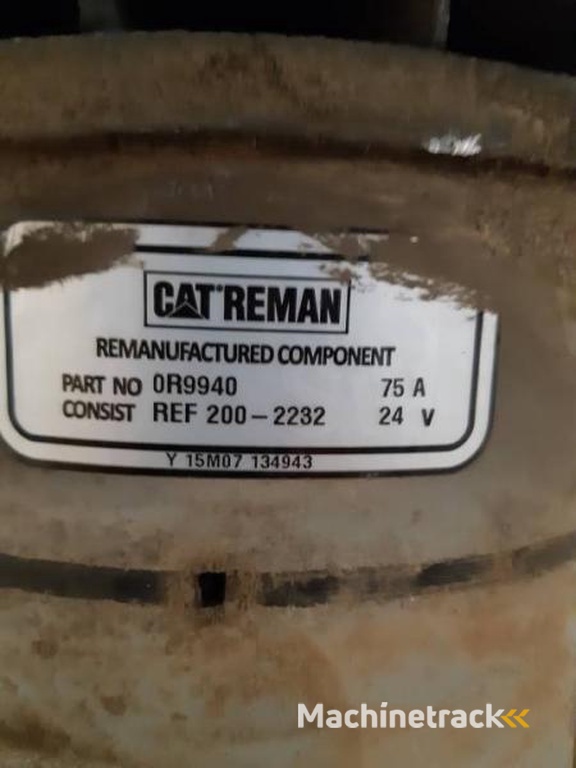 CAT® REMAN
REMANUFACTURED COMPONENT
PART NO 0R9940 75 A
CONSIST REF 200-2232 24 V
Y 15M07 134943
Machinetrack